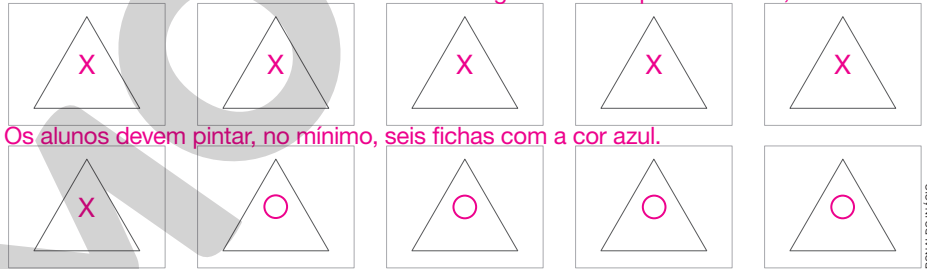 X X X X X
Os alunos devem pintar, no mínimo, seis fichas com a cor azul.
X